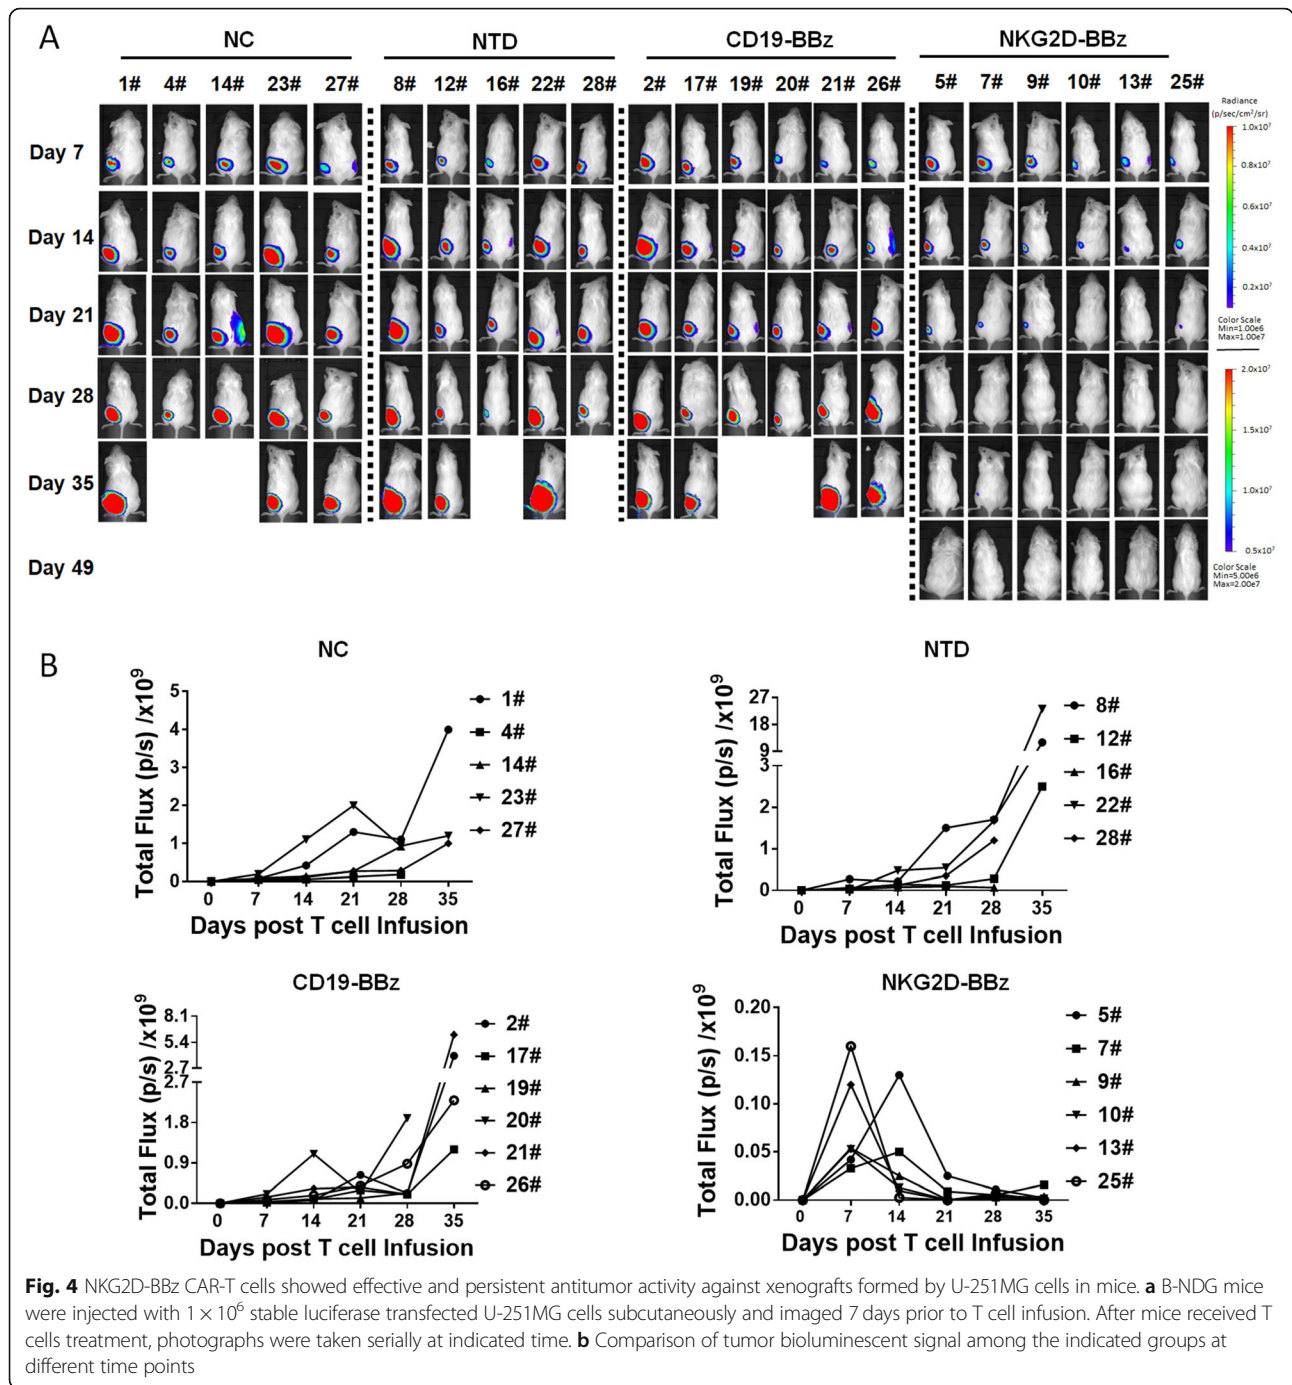 A
NC NTD CD19-BBz NKG2D-BBz
1# 4# 14# 23# 27# 8# 12# 16# 22# 28# 2# 17# 19# 20# 21# 26# 5# 7# 9# 10# 13# 25#
Radiance
(p/sec/cm²/sr)
1.0x10⁷
0.8x10⁷
0.6x10⁷
0.4x10⁷
0.2x10⁷
Color Scale
Min=1.00e6
Max=1.00e7
2.0x10⁷
1.5x10⁷
1.0x10⁷
0.5x10⁷
Color Scale
Min=5.00e6
Max=2.00e7
Day 7
Day 14
Day 21
Day 28
Day 35
Day 49
B
NC
Total Flux (p/s) /x10⁹
5
4
3
2
1
0
0 7 14 21 28 35
Days post T cell Infusion
1#
4#
14#
23#
27#
NTD
Total Flux (p/s) /x10⁹
27
18
9
3
2
1
0
0 7 14 21 28 35
Days post T cell Infusion
8#
12#
16#
22#
28#
CD19-BBz
Total Flux (p/s) /x10⁹
8.1
5.4
2.7
2.7
1.8
0.9
0.0
0 7 14 21 28 35
Days post T cell Infusion
2#
17#
19#
20#
21#
26#
NKG2D-BBz
Total Flux (p/s) /x10⁹
0.20
0.15
0.10
0.05
0.00
0 7 14 21 28 35
Days post T cell Infusion
5#
7#
9#
10#
13#
25#
Fig. 4 NKG2D-BBz CAR-T cells showed effective and persistent antitumor activity against xenografts formed by U-251MG cells in mice. a B-NDG mice
were injected with 1 × 10⁶ stable luciferase transfected U-251MG cells subcutaneously and imaged 7 days prior to T cell infusion. After mice received T
cells treatment, photographs were taken serially at indicated time. b Comparison of tumor bioluminescent signal among the indicated groups at
different time points